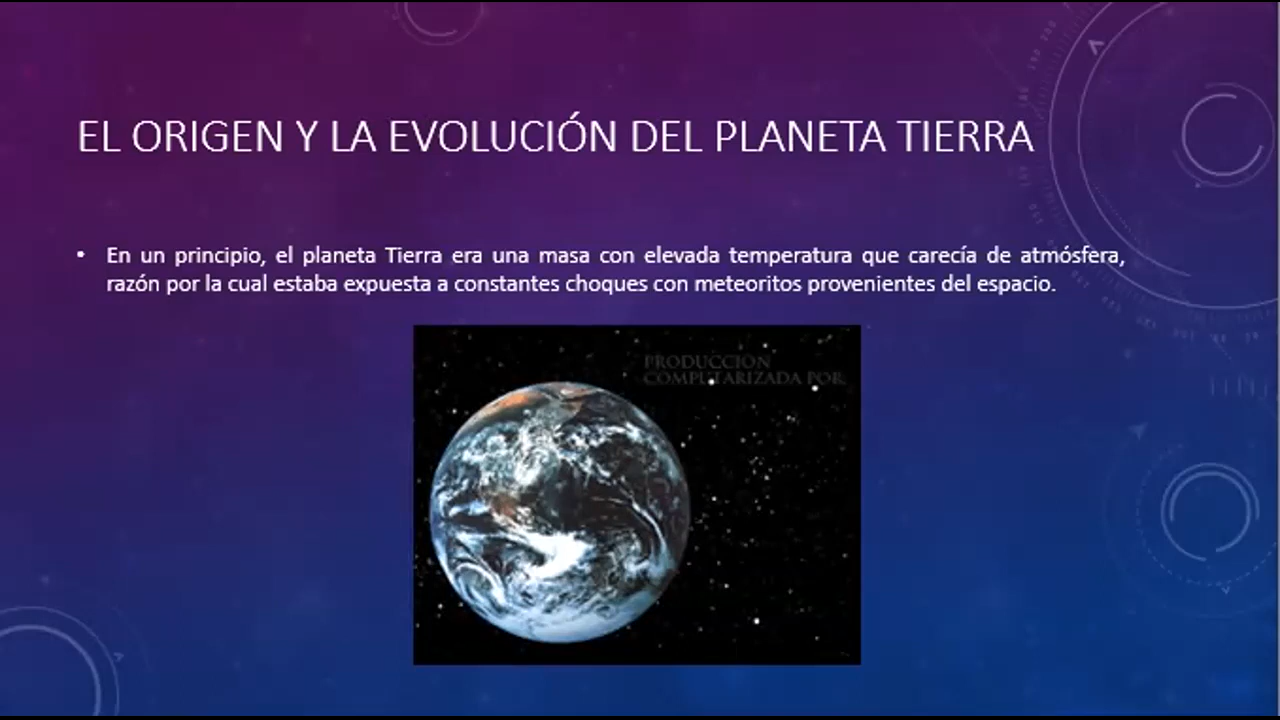 EL ORIGEN Y LA EVOLUCIÓN DEL PLANETA TIERRA
• En un principio, el planeta Tierra era una masa con elevada temperatura que carecía de atmósfera,
razón por la cual estaba expuesta a constantes choques con meteoritos provenientes del espacio.
PRODUCCION
COMPUTARIZADA POR